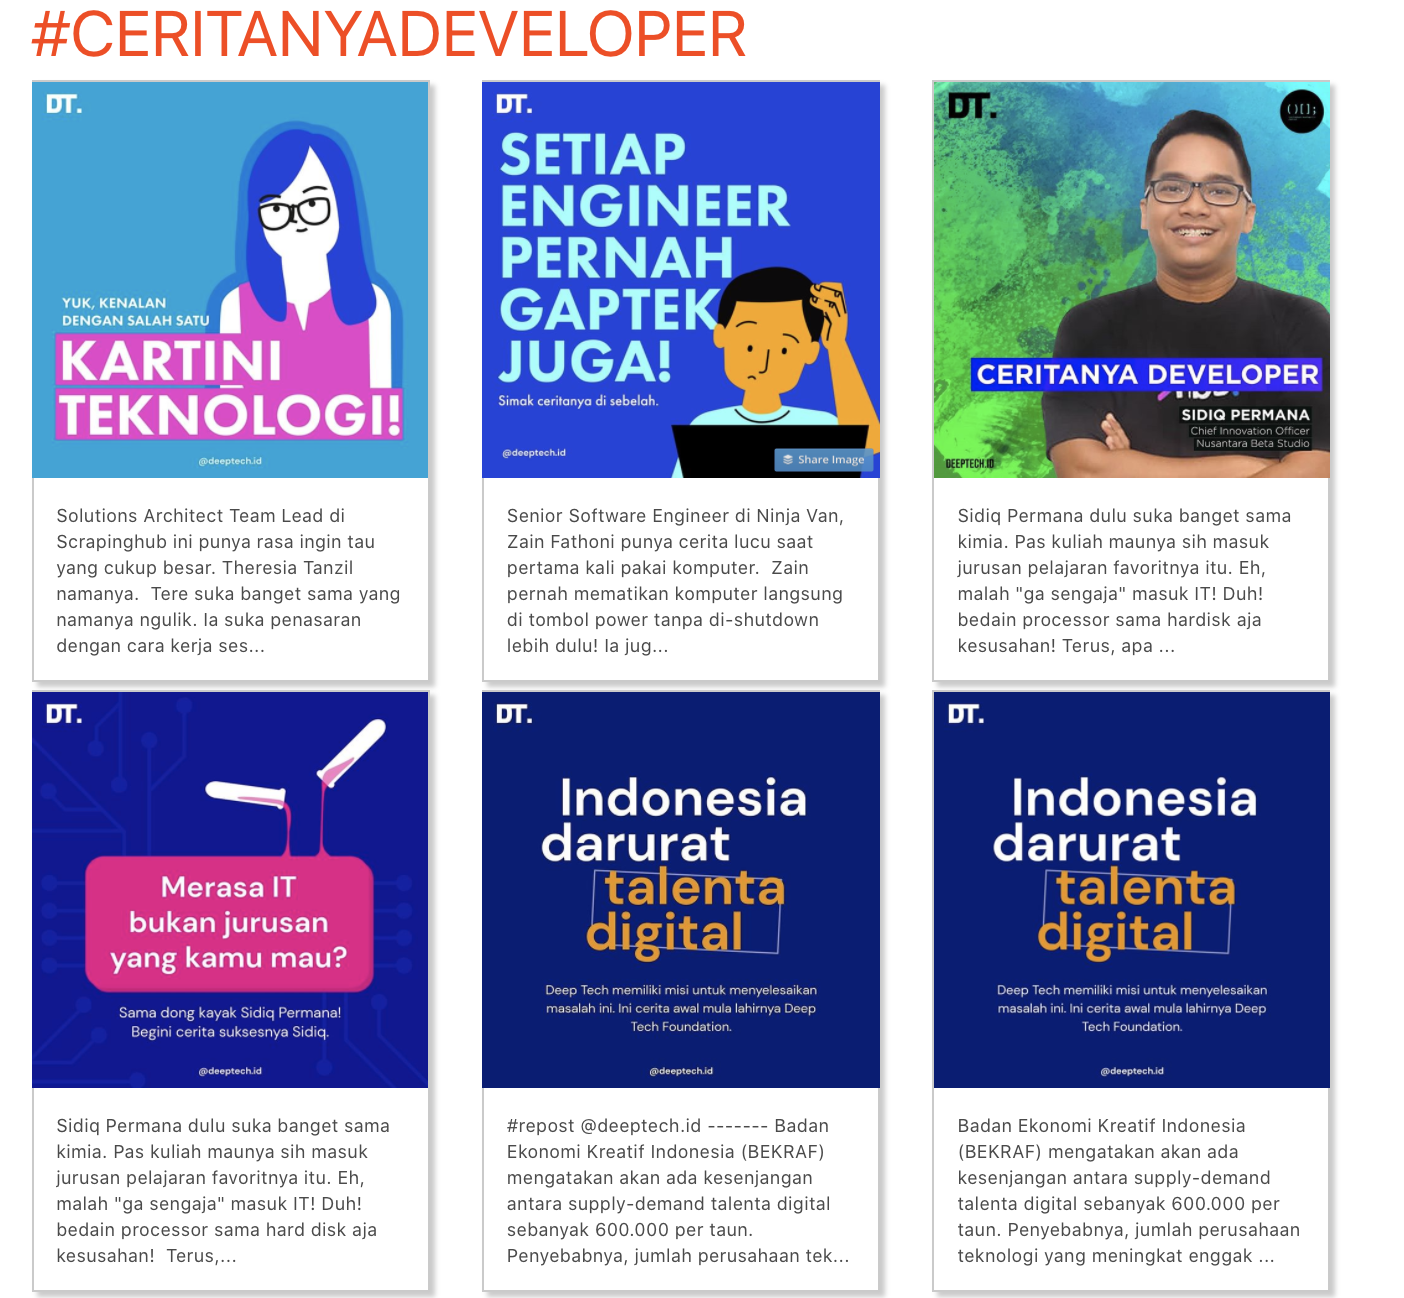 #CERITANYADEVELOPER
DT.
YUK, KENALAN
DENGAN SALAH SATU
KARTINI
TEKNOLOGI!
@deeptech.id
Solutions Architect Team Lead di
Scrapinghub ini punya rasa ingin tau
yang cukup besar. Theresia Tanzil
namanya.  Tere suka banget sama yang
namanya ngulik. Ia suka penasaran
dengan cara kerja ses...
DT.
SETIAP
ENGINEER
PERNAH
GAPTEK
JUGA!
Simak ceritanya di sebelah.
@deeptech.id
Share Image
Senior Software Engineer di Ninja Van,
Zain Fathoni punya cerita lucu saat
pertama kali pakai komputer.  Zain
pernah mematikan komputer langsung
di tombol power tanpa di-shutdown
lebih dulu! Ia jug...
DT.
()[];
CERITANYA DEVELOPER
SIDIQ PERMANA
Chief Innovation Officer
Nusantara Beta Studio
DEEPTECH.ID
Sidiq Permana dulu suka banget sama
kimia. Pas kuliah maunya sih masuk
jurusan pelajaran favoritnya itu. Eh,
malah "ga sengaja" masuk IT! Duh!
bedain processor sama hardisk aja
kesusahan! Terus, apa ...
DT.
Merasa IT
bukan jurusan
yang kamu mau?
Sama dong kayak Sidiq Permana!
Begini cerita suksesnya Sidiq.
@deeptech.id
Sidiq Permana dulu suka banget sama
kimia. Pas kuliah maunya sih masuk
jurusan pelajaran favoritnya itu. Eh,
malah "ga sengaja" masuk IT! Duh!
bedain processor sama hard disk aja
kesusahan!  Terus,...
DT.
Indonesia
darurat
talenta
digital
Deep Tech memiliki misi untuk menyelesaikan
masalah ini. Ini cerita awal mula lahirnya Deep
Tech Foundation.
@deeptech.id
#repost @deeptech.id ------- Badan
Ekonomi Kreatif Indonesia (BEKRAF)
mengatakan akan ada kesenjangan
antara supply-demand talenta digital
sebanyak 600.000 per taun.
Penyebabnya, jumlah perusahaan tek...
DT.
Indonesia
darurat
talenta
digital
Deep Tech memiliki misi untuk menyelesaikan
masalah ini. Ini cerita awal mula lahirnya Deep
Tech Foundation.
@deeptech.id
Badan Ekonomi Kreatif Indonesia
(BEKRAF) mengatakan akan ada
kesenjangan antara supply-demand
talenta digital sebanyak 600.000 per
taun. Penyebabnya, jumlah perusahaan
teknologi yang meningkat enggak ...